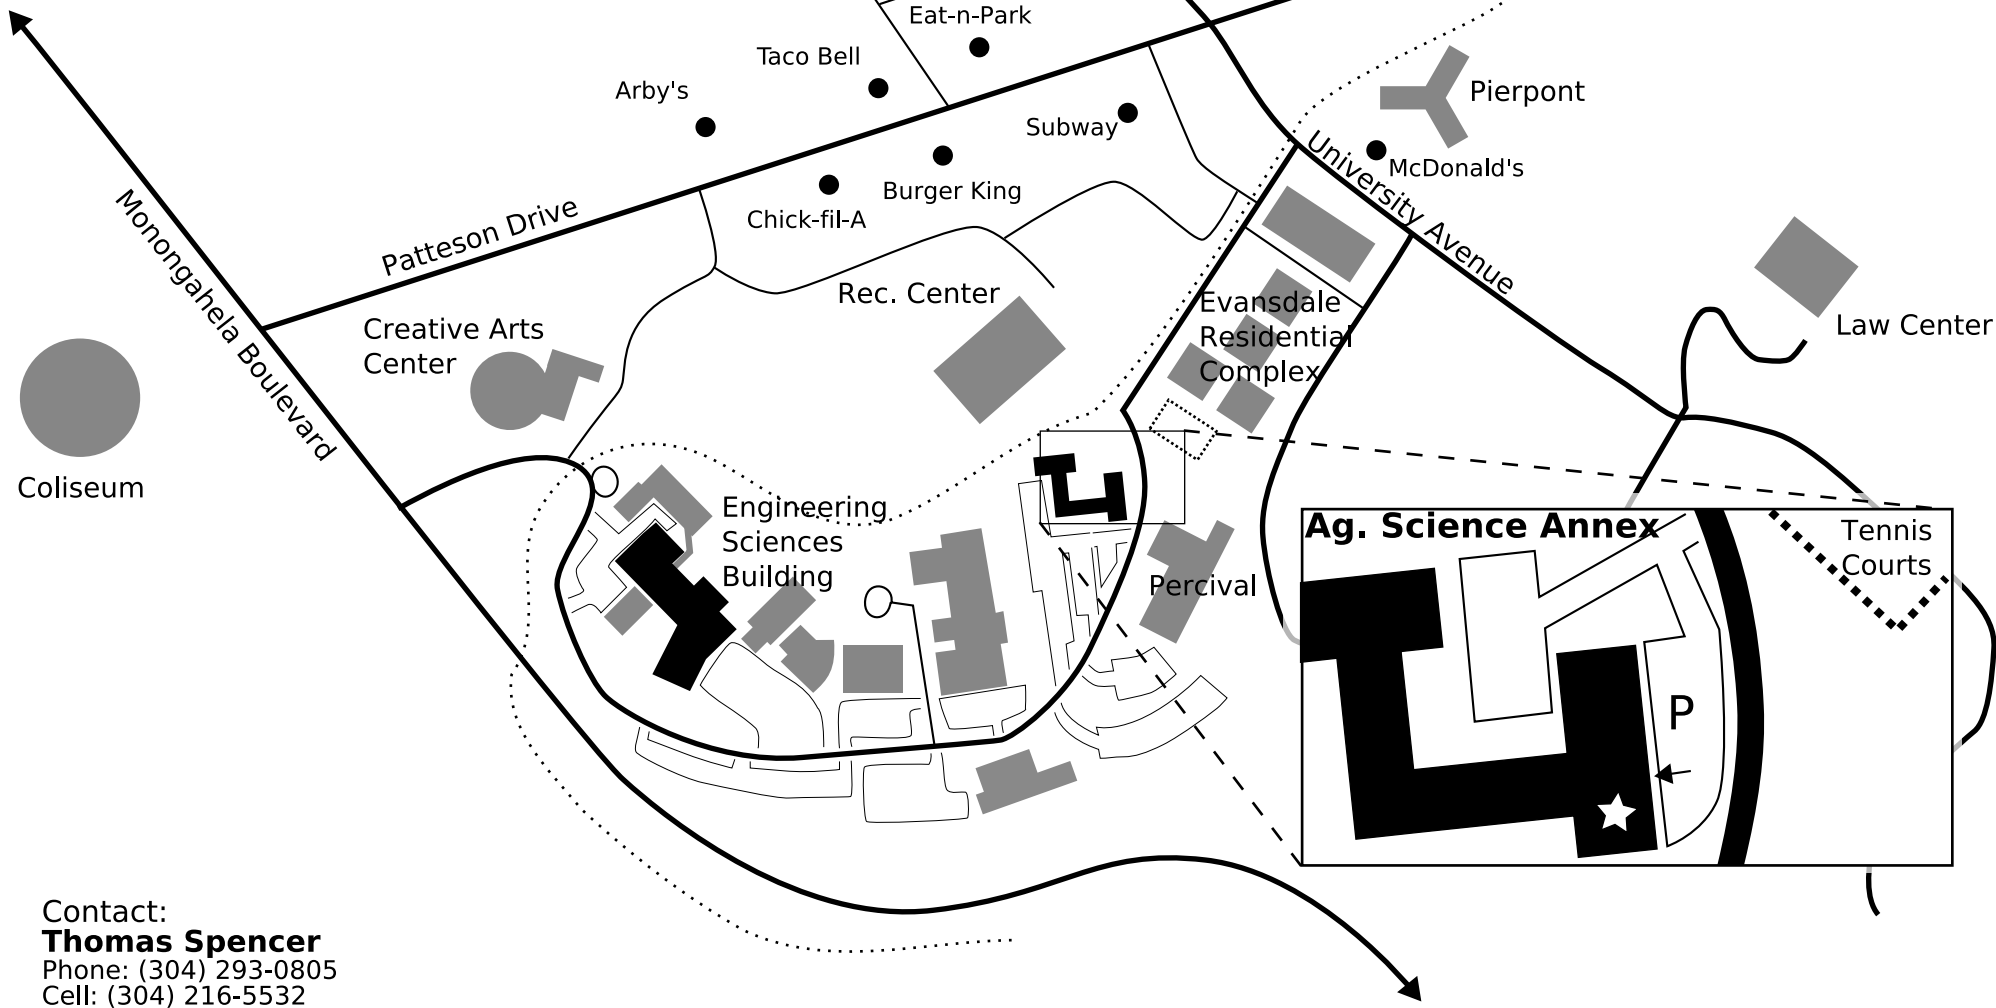 Eat-n-Park
Taco Bell
Arby's
Pierpont
Subway
McDonald's
University Avenue
Burger King
Chick-fil-A
Patteson Drive
Monongahela Boulevard
Rec. Center
Evansdale
Residential
Complex
Law Center
Creative Arts
Center
Coliseum
Engineering
Sciences
Building
Percival
Ag. Science Annex
Tennis
Courts
P
Contact:
Thomas Spencer
Phone: (304) 293-0805
Cell: (304) 216-5532